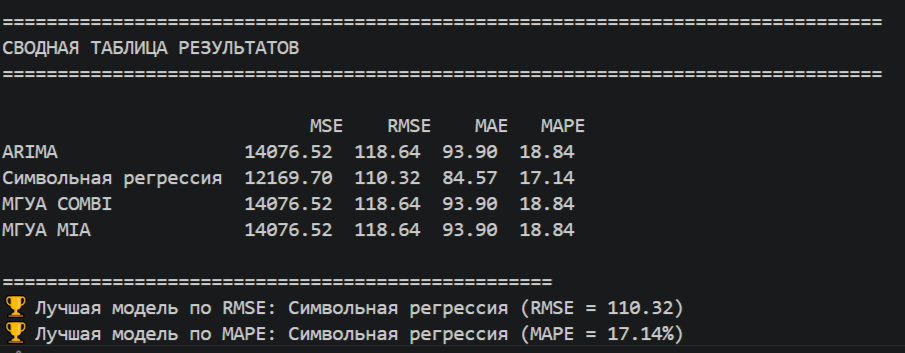 ================================================================================
СВОДНАЯ ТАБЛИЦА РЕЗУЛЬТАТОВ
================================================================================
MSE RMSE MAE MAPE
ARIMA 14076.52 118.64 93.90 18.84
Символьная регрессия 12169.70 110.32 84.57 17.14
МГУА COMBI 14076.52 118.64 93.90 18.84
МГУА MIA 14076.52 118.64 93.90 18.84
==================================================
🏆 Лучшая модель по RMSE: Символьная регрессия (RMSE = 110.32)
🏆 Лучшая модель по MAPE: Символьная регрессия (MAPE = 17.14%)